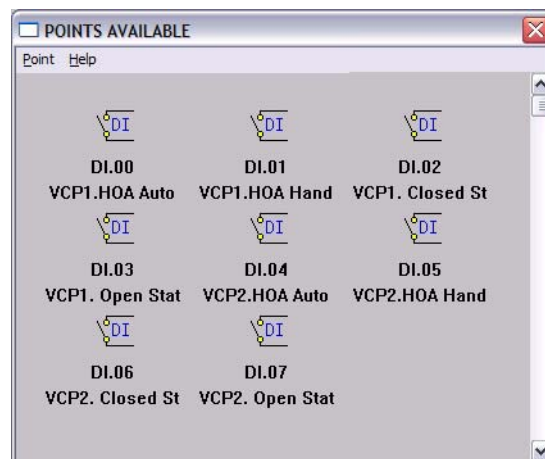 POINTS AVAILABLE
Point Help
DI DI DI
DI.00 DI.01 DI.02
VCP1.HOA Auto VCP1.HOA Hand VCP1. Closed St
DI DI DI
DI.03 DI.04 DI.05
VCP1. Open Stat VCP2.HOA Auto VCP2.HOA Hand
DI DI
DI.06 DI.07
VCP2. Closed St VCP2. Open Stat